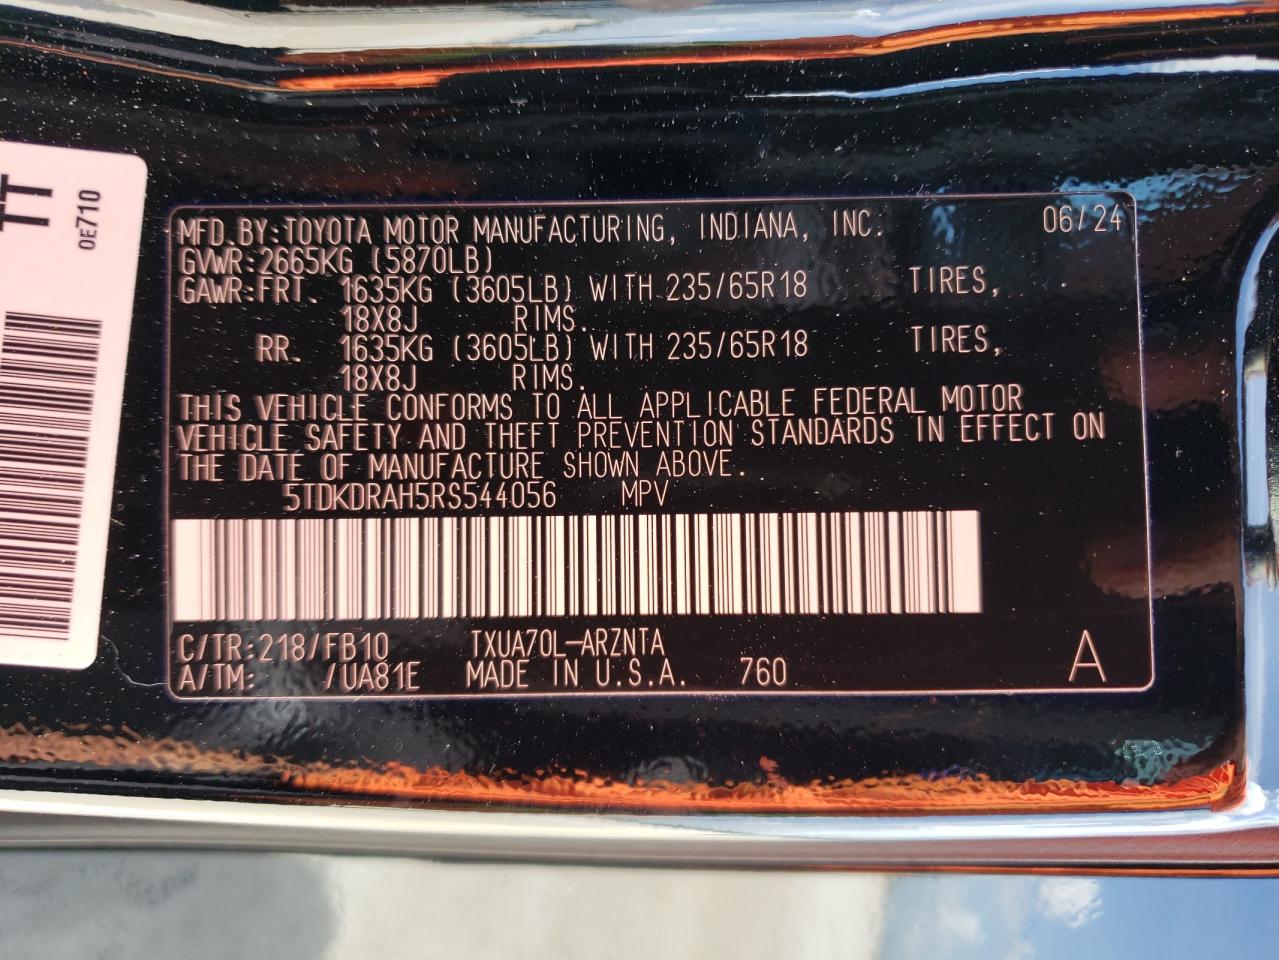 TT
0E710
MFD.BY:TOYOTA MOTOR MANUFACTURING, INDIANA, INC. 06/24
GVWR:2665KG (5870LB)
GAWR:FRT. 1635KG (3605LB) WITH 235/65R18 TIRES,
18X8J RIMS.
RR. 1635KG (3605LB) WITH 235/65R18 TIRES,
18X8J RIMS.
THIS VEHICLE CONFORMS TO ALL APPLICABLE FEDERAL MOTOR
VEHICLE SAFETY AND THEFT PREVENTION STANDARDS IN EFFECT ON
THE DATE OF MANUFACTURE SHOWN ABOVE.
5TDKDRAH5RS544056 MPV
C/TR:218/FB10 TXUA70L-ARZNTA
A/TM: /UA81E MADE IN U.S.A. 760 A